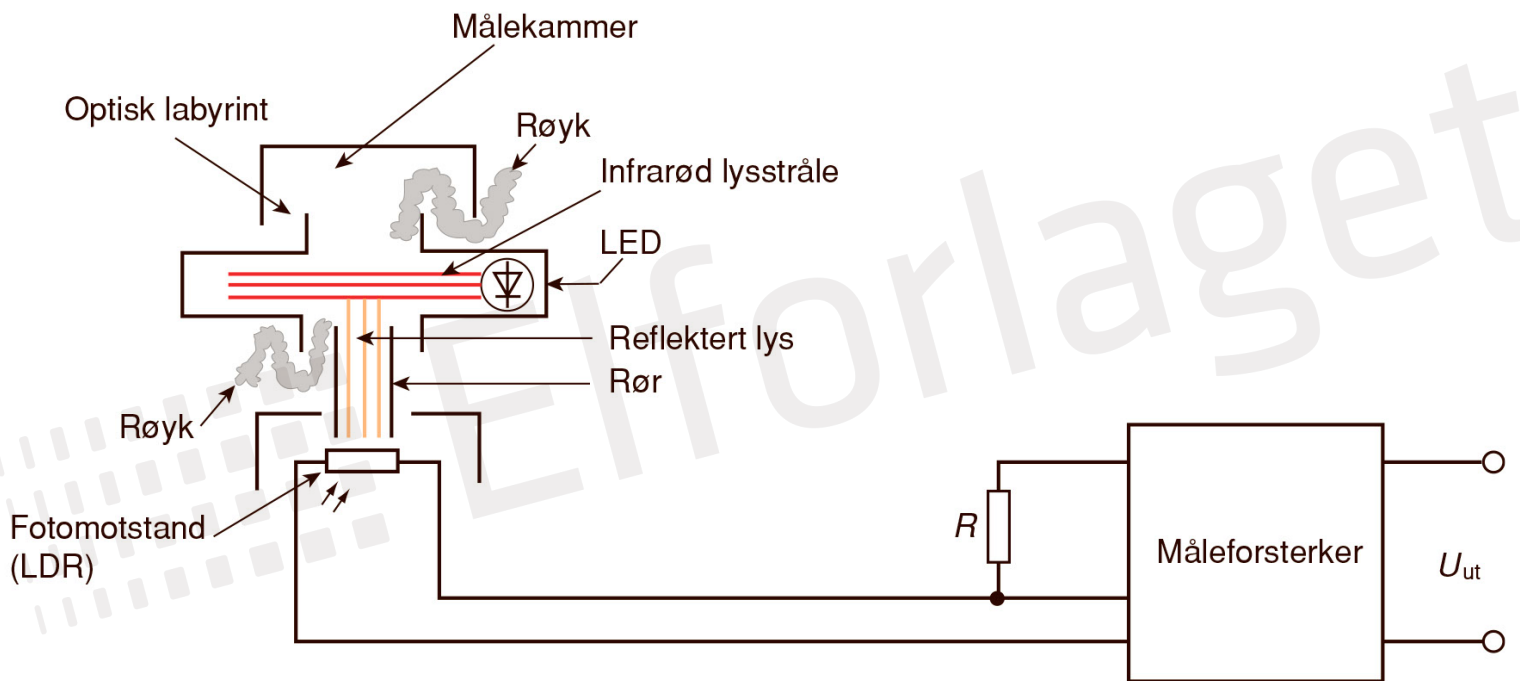 Målekammer
Optisk labyrint
Røyk
Infrarød lysstråle
LED
Reflektert lys
Rør
Røyk
Fotomotstand
(LDR)
R
Måleforsterker
Uut
Elforlaget